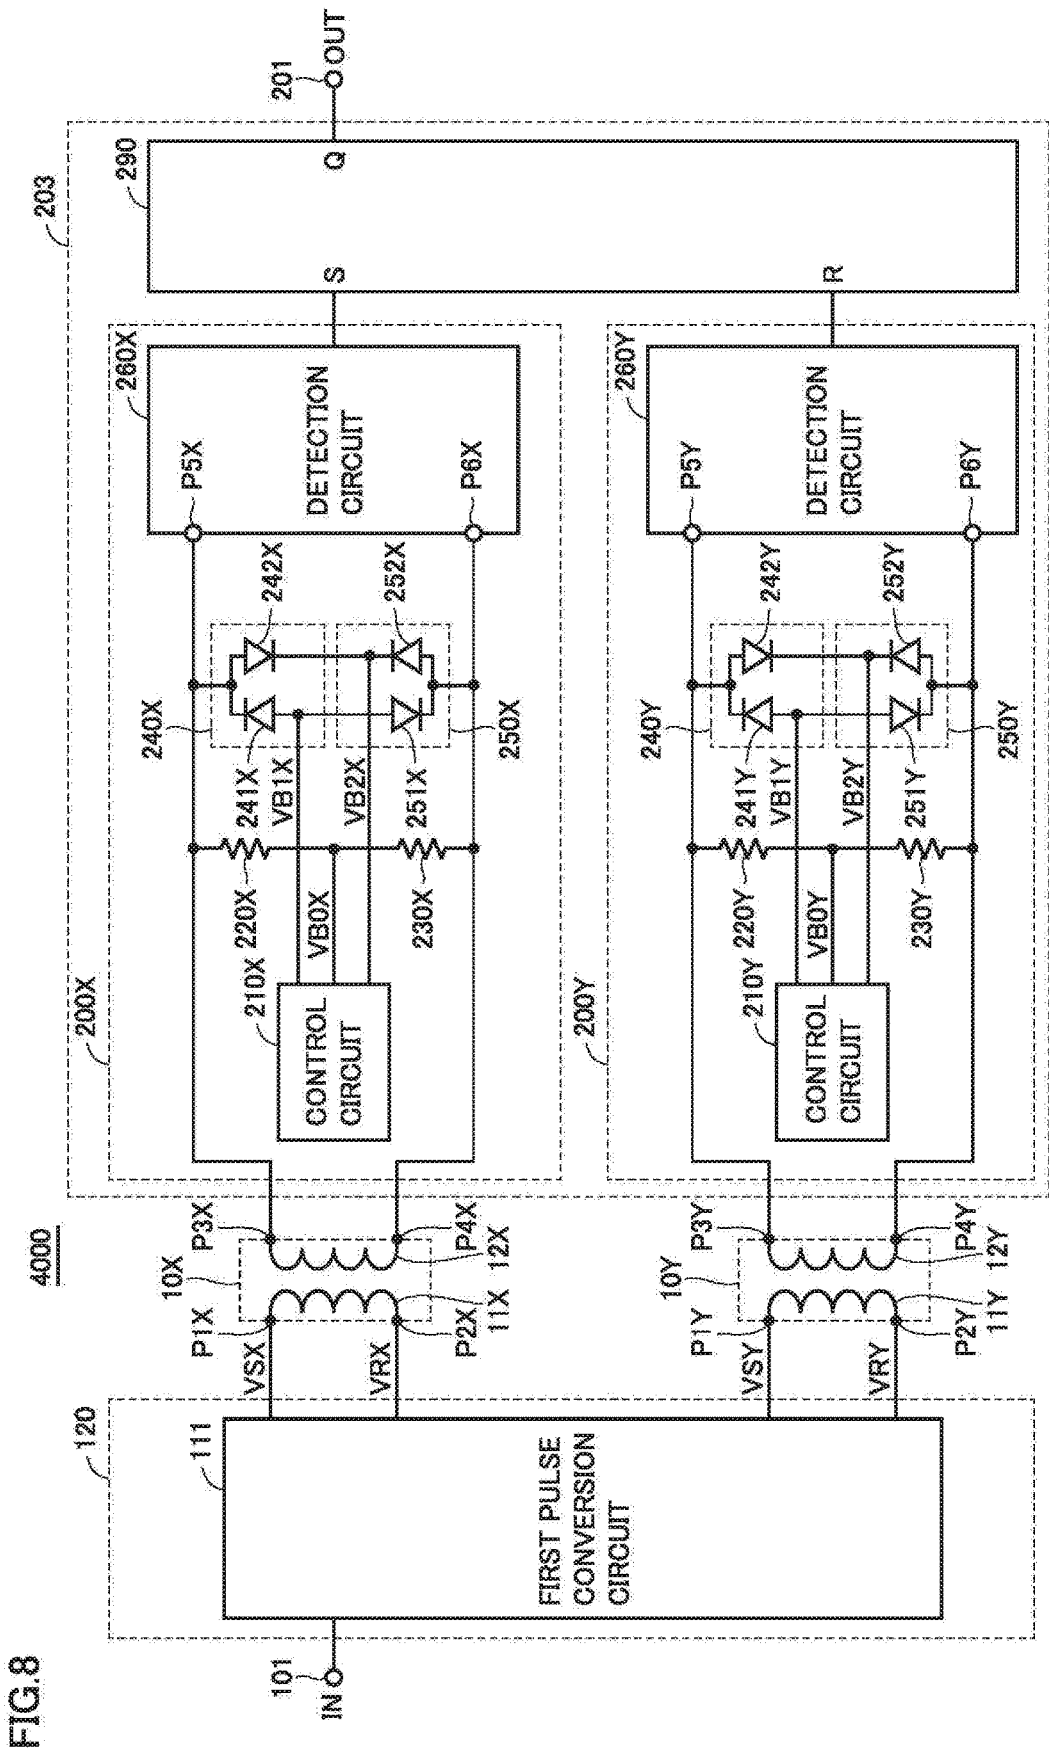 FIG.8
4000
120
111
101
IN
FIRST PULSE
CONVERSION
CIRCUIT
VSX
VRX
P1X
P2X
10X
11X
12X
P3X
P4X
203
200X
210X
CONTROL
CIRCUIT
VB0X
VB1X
VB2X
220X
230X
240X
241X
242X
250X
251X
252X
260X
P5X
P6X
DETECTION
CIRCUIT
290
S
Q
R
201
OUT
VSY
VRY
P1Y
P2Y
10Y
11Y
12Y
P3Y
P4Y
200Y
210Y
CONTROL
CIRCUIT
VB0Y
VB1Y
VB2Y
220Y
230Y
240Y
241Y
242Y
250Y
251Y
252Y
260Y
P5Y
P6Y
DETECTION
CIRCUIT